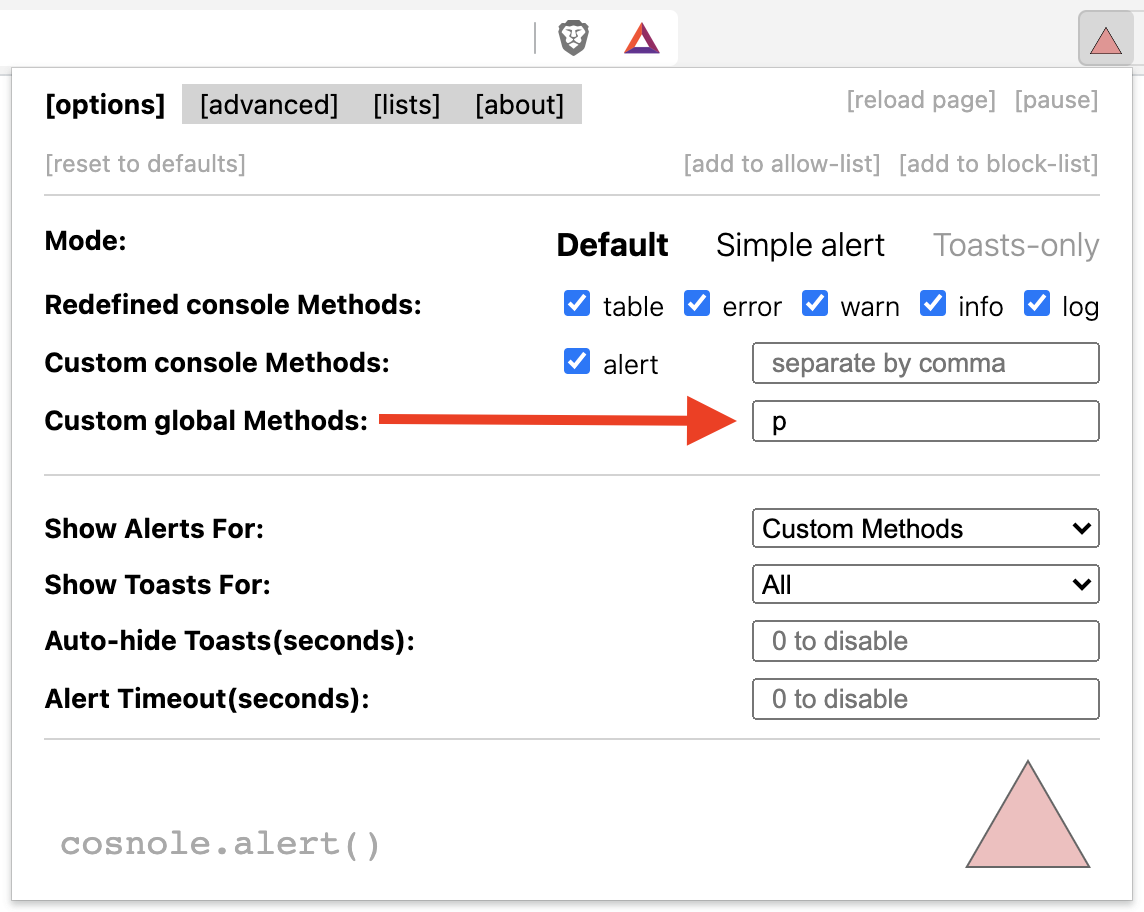 [options] [advanced] [lists] [about] [reload page] [pause]
[reset to defaults] [add to allow-list] [add to block-list]
Mode: Default Simple alert Toasts-only
Redefined console Methods: table error warn info log
Custom console Methods: alert separate by comma
Custom global Methods: p
Show Alerts For: Custom Methods
Show Toasts For: All
Auto-hide Toasts(seconds): 0 to disable
Alert Timeout(seconds): 0 to disable
cosnole.alert()